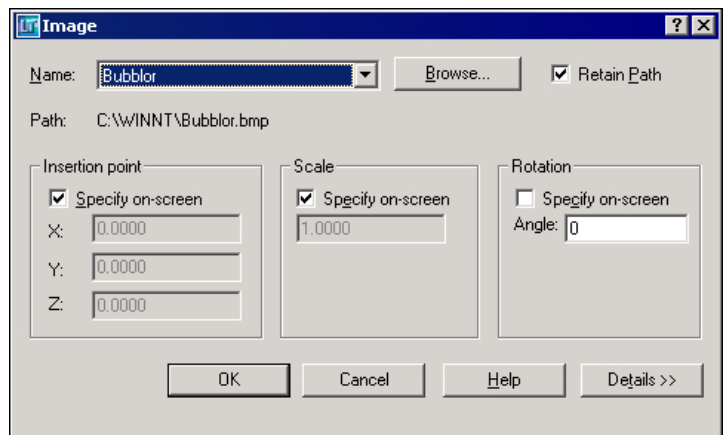 LT Image
Name: Bubblor Browse... Retain Path
Path: C:\WINNT\Bubblor.bmp
Insertion point Scale Rotation
Specify on-screen Specify on-screen Specify on-screen
X: 0.0000 1.0000 Angle: 0
Y: 0.0000
Z: 0.0000
OK Cancel Help Details >>